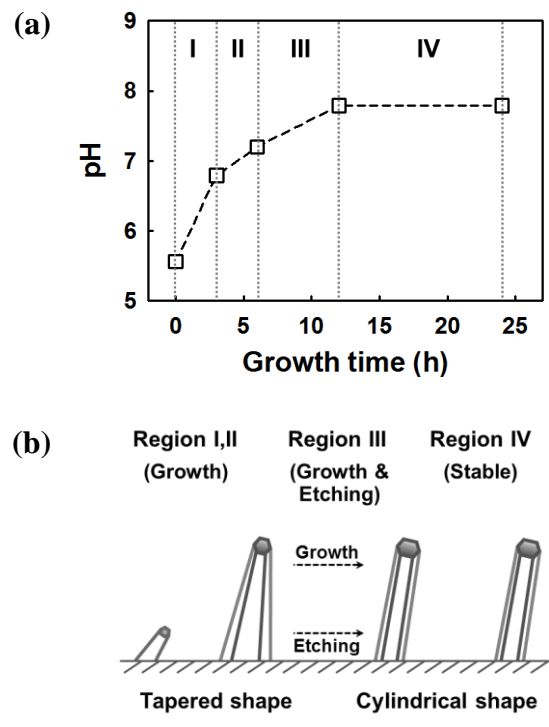 (a)
I II III IV
9
8
7
6
5
pH
0 5 10 15 20 25
Growth time (h)
(b)
Region I,II Region III Region IV
(Growth) (Growth & (Stable)
Etching)
Growth
Etching
Tapered shape Cylindrical shape